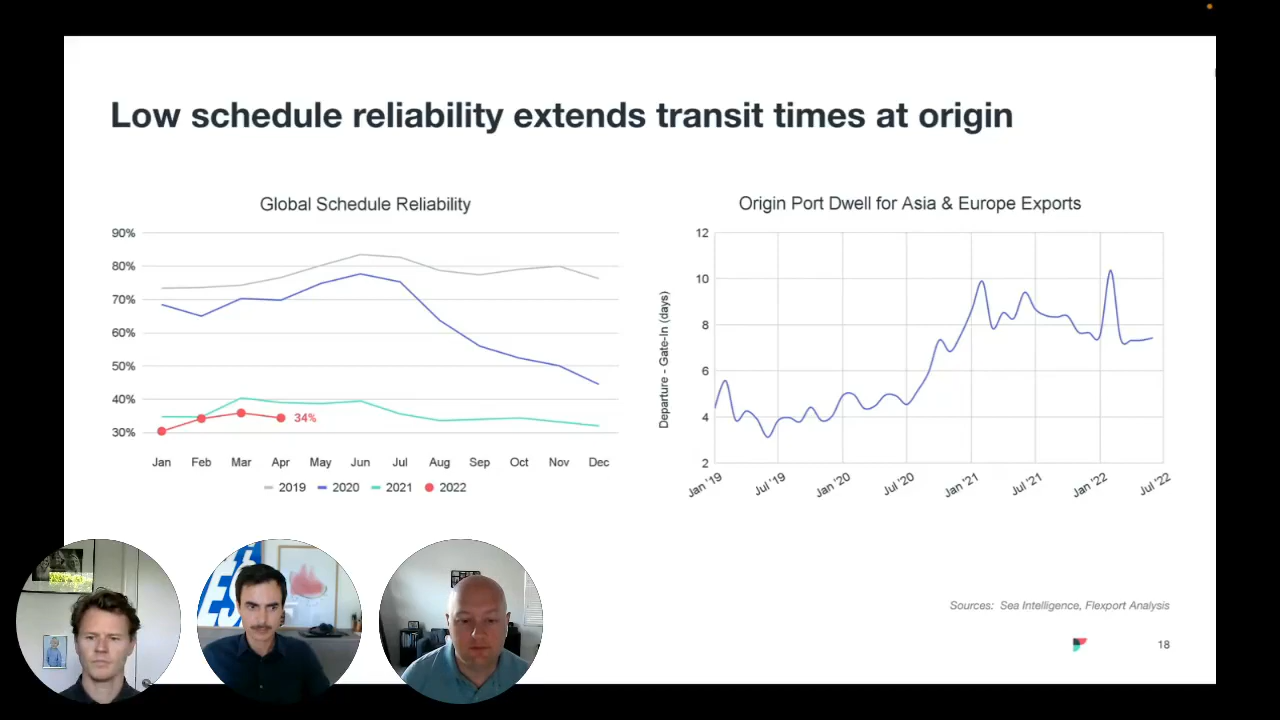 Low schedule reliability extends transit times at origin
Global Schedule Reliability
90%
80%
70%
60%
50%
40%
30%
34%
Jan Feb Mar Apr May Jun Jul Aug Sep Oct Nov Dec
2019 2020 2021 2022
Origin Port Dwell for Asia & Europe Exports
Departure - Gate-In (days)
12
10
8
6
4
2
Jan '19 Jul '19 Jan '20 Jul '20 Jan '21 Jul '21 Jan '22 Jul '22
ES
Sources: Sea Intelligence, Flexport Analysis
18